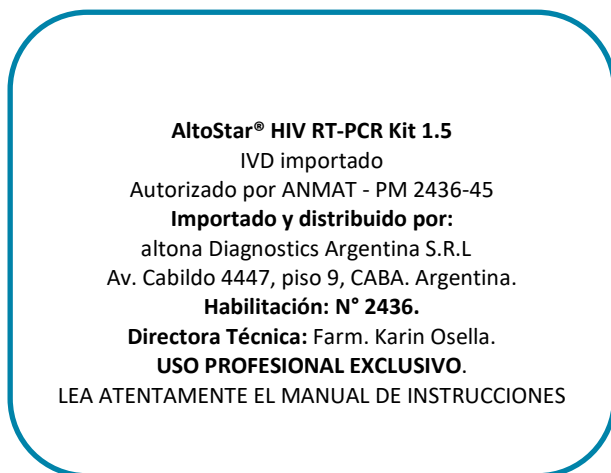 AltoStar® HIV RT-PCR Kit 1.5
IVD importado
Autorizado por ANMAT - PM 2436-45
Importado y distribuido por:
altona Diagnostics Argentina S.R.L
Av. Cabildo 4447, piso 9, CABA. Argentina.
Habilitación: N° 2436.
Directora Técnica: Farm. Karin Osella.
USO PROFESIONAL EXCLUSIVO.
LEA ATENTAMENTE EL MANUAL DE INSTRUCCIONES